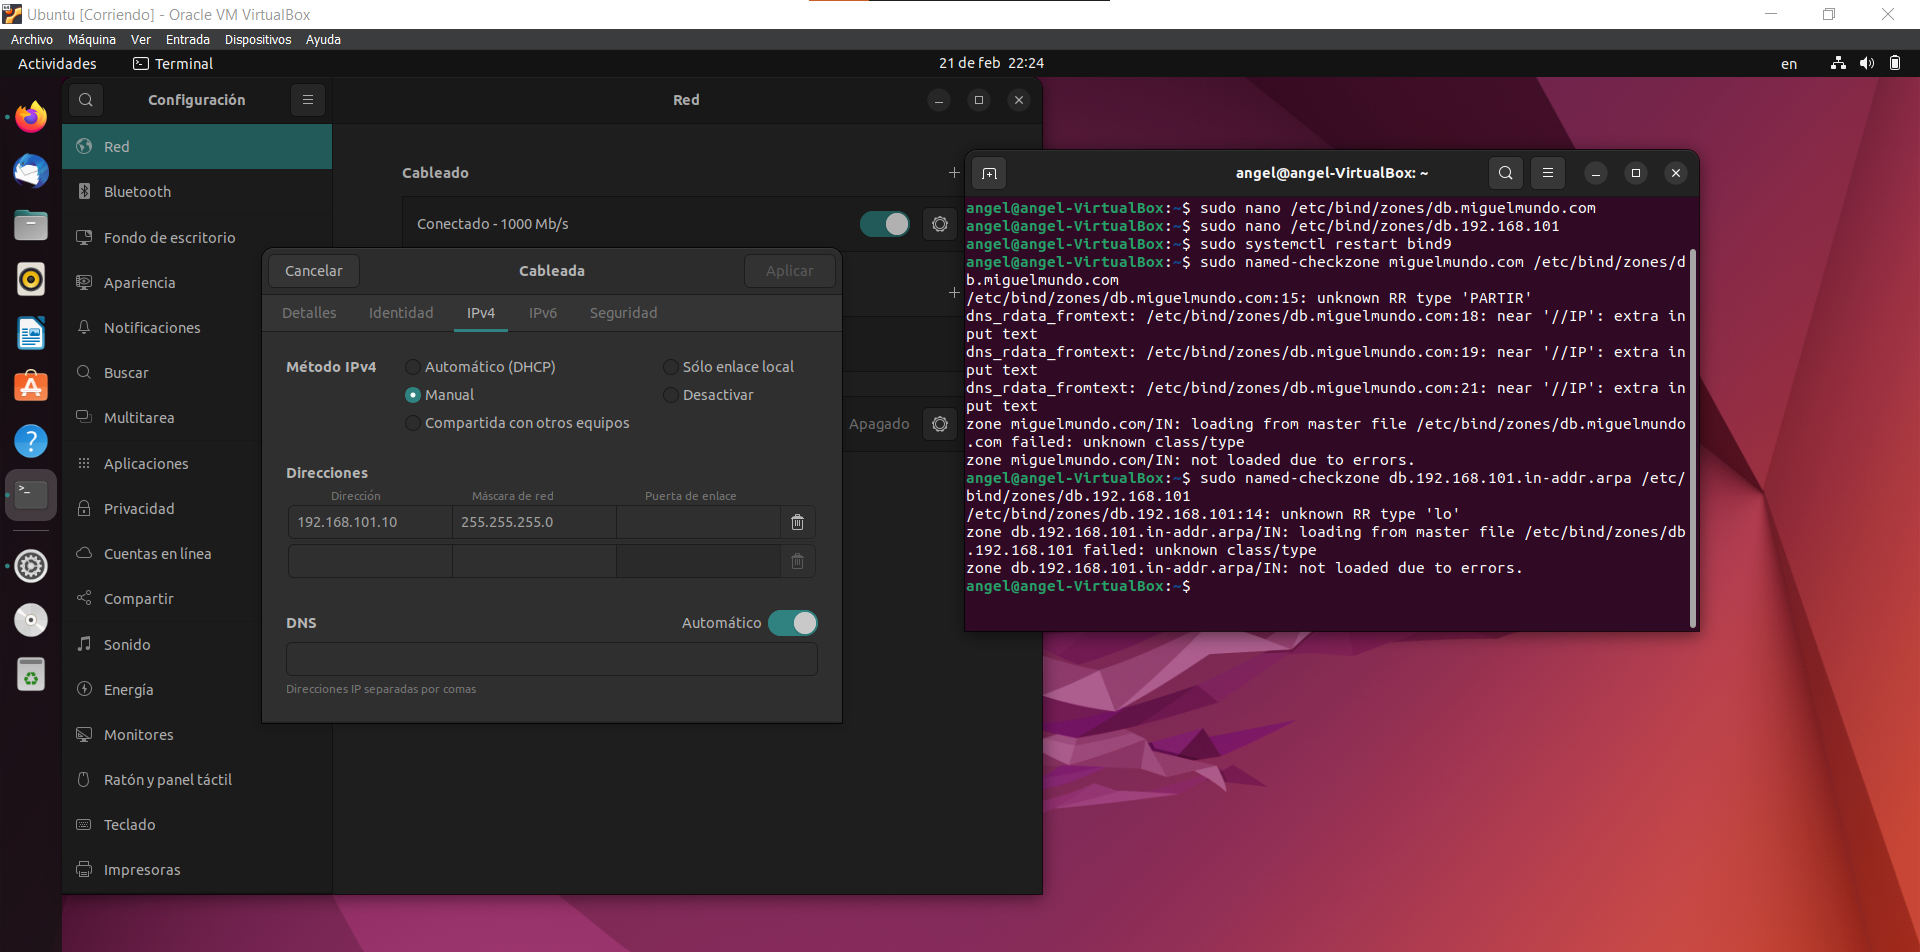 Ubuntu [Corriendo] - Oracle VM VirtualBox
Archivo Máquina Ver Entrada Dispositivos Ayuda
Actividades Terminal 21 de feb 22:24 en
Configuración Red
Red
Bluetooth
Fondo de escritorio
Apariencia
Notificaciones
Buscar
Multitarea
Aplicaciones
Privacidad
Cuentas en línea
Compartir
Sonido
Energía
Monitores
Ratón y panel táctil
Teclado
Impresoras
Cableado
Conectado - 1000 Mb/s
Apagado
Cancelar Cableada Aplicar
Detalles Identidad IPv4 IPv6 Seguridad
Método IPv4 Automático (DHCP) Sólo enlace local
Manual Desactivar
Compartida con otros equipos
Direcciones
Dirección Máscara de red Puerta de enlace
192.168.101.10 255.255.255.0
DNS Automático
Direcciones IP separadas por comas
angel@angel-VirtualBox: ~
angel@angel-VirtualBox:~$ sudo nano /etc/bind/zones/db.miguelmundo.com
angel@angel-VirtualBox:~$ sudo nano /etc/bind/zones/db.192.168.101
angel@angel-VirtualBox:~$ sudo systemctl restart bind9
angel@angel-VirtualBox:~$ sudo named-checkzone miguelmundo.com /etc/bind/zones/d
b.miguelmundo.com
/etc/bind/zones/db.miguelmundo.com:15: unknown RR type 'PARTIR'
dns_rdata_fromtext: /etc/bind/zones/db.miguelmundo.com:18: near '//IP': extra in
put text
dns_rdata_fromtext: /etc/bind/zones/db.miguelmundo.com:19: near '//IP': extra in
put text
dns_rdata_fromtext: /etc/bind/zones/db.miguelmundo.com:21: near '//IP': extra in
put text
zone miguelmundo.com/IN: loading from master file /etc/bind/zones/db.miguelmundo
.com failed: unknown class/type
zone miguelmundo.com/IN: not loaded due to errors.
angel@angel-VirtualBox:~$ sudo named-checkzone db.192.168.101.in-addr.arpa /etc/
bind/zones/db.192.168.101
/etc/bind/zones/db.192.168.101:14: unknown RR type 'lo'
zone db.192.168.101.in-addr.arpa/IN: loading from master file /etc/bind/zones/db
.192.168.101 failed: unknown class/type
zone db.192.168.101.in-addr.arpa/IN: not loaded due to errors.
angel@angel-VirtualBox:~$